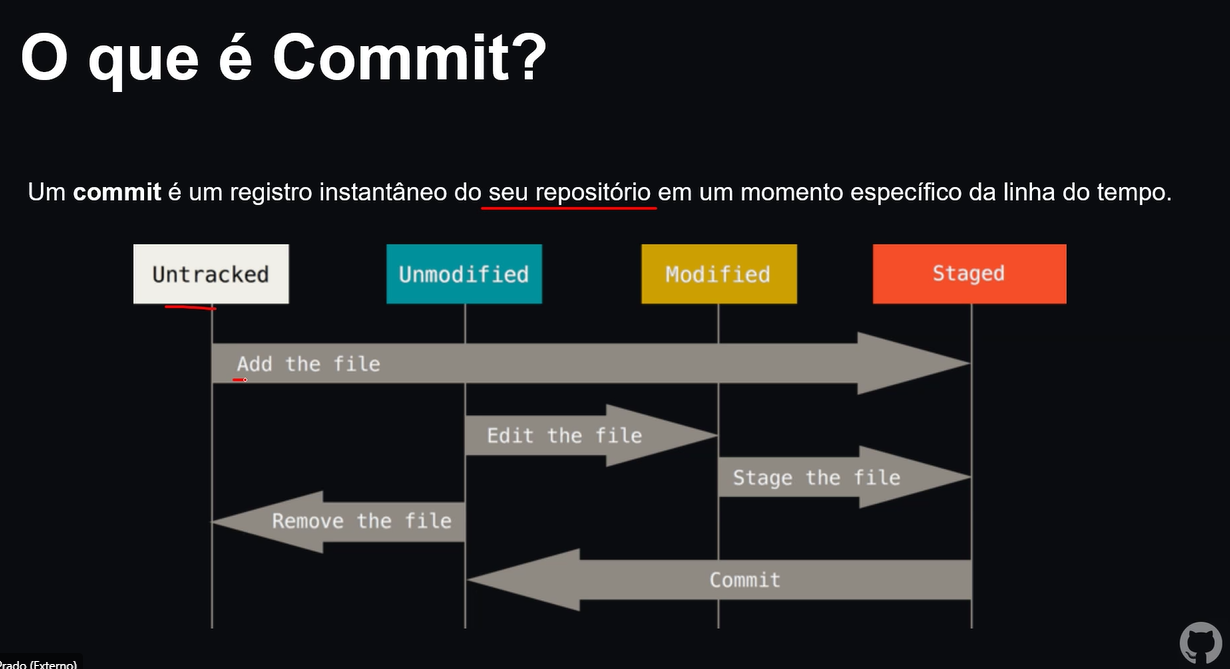 O que é Commit?
Um commit é um registro instantâneo do seu repositório em um momento específico da linha do tempo.
Untracked
Unmodified
Modified
Staged
Add the file
Edit the file
Stage the file
Remove the file
Commit
Prado (Externo)